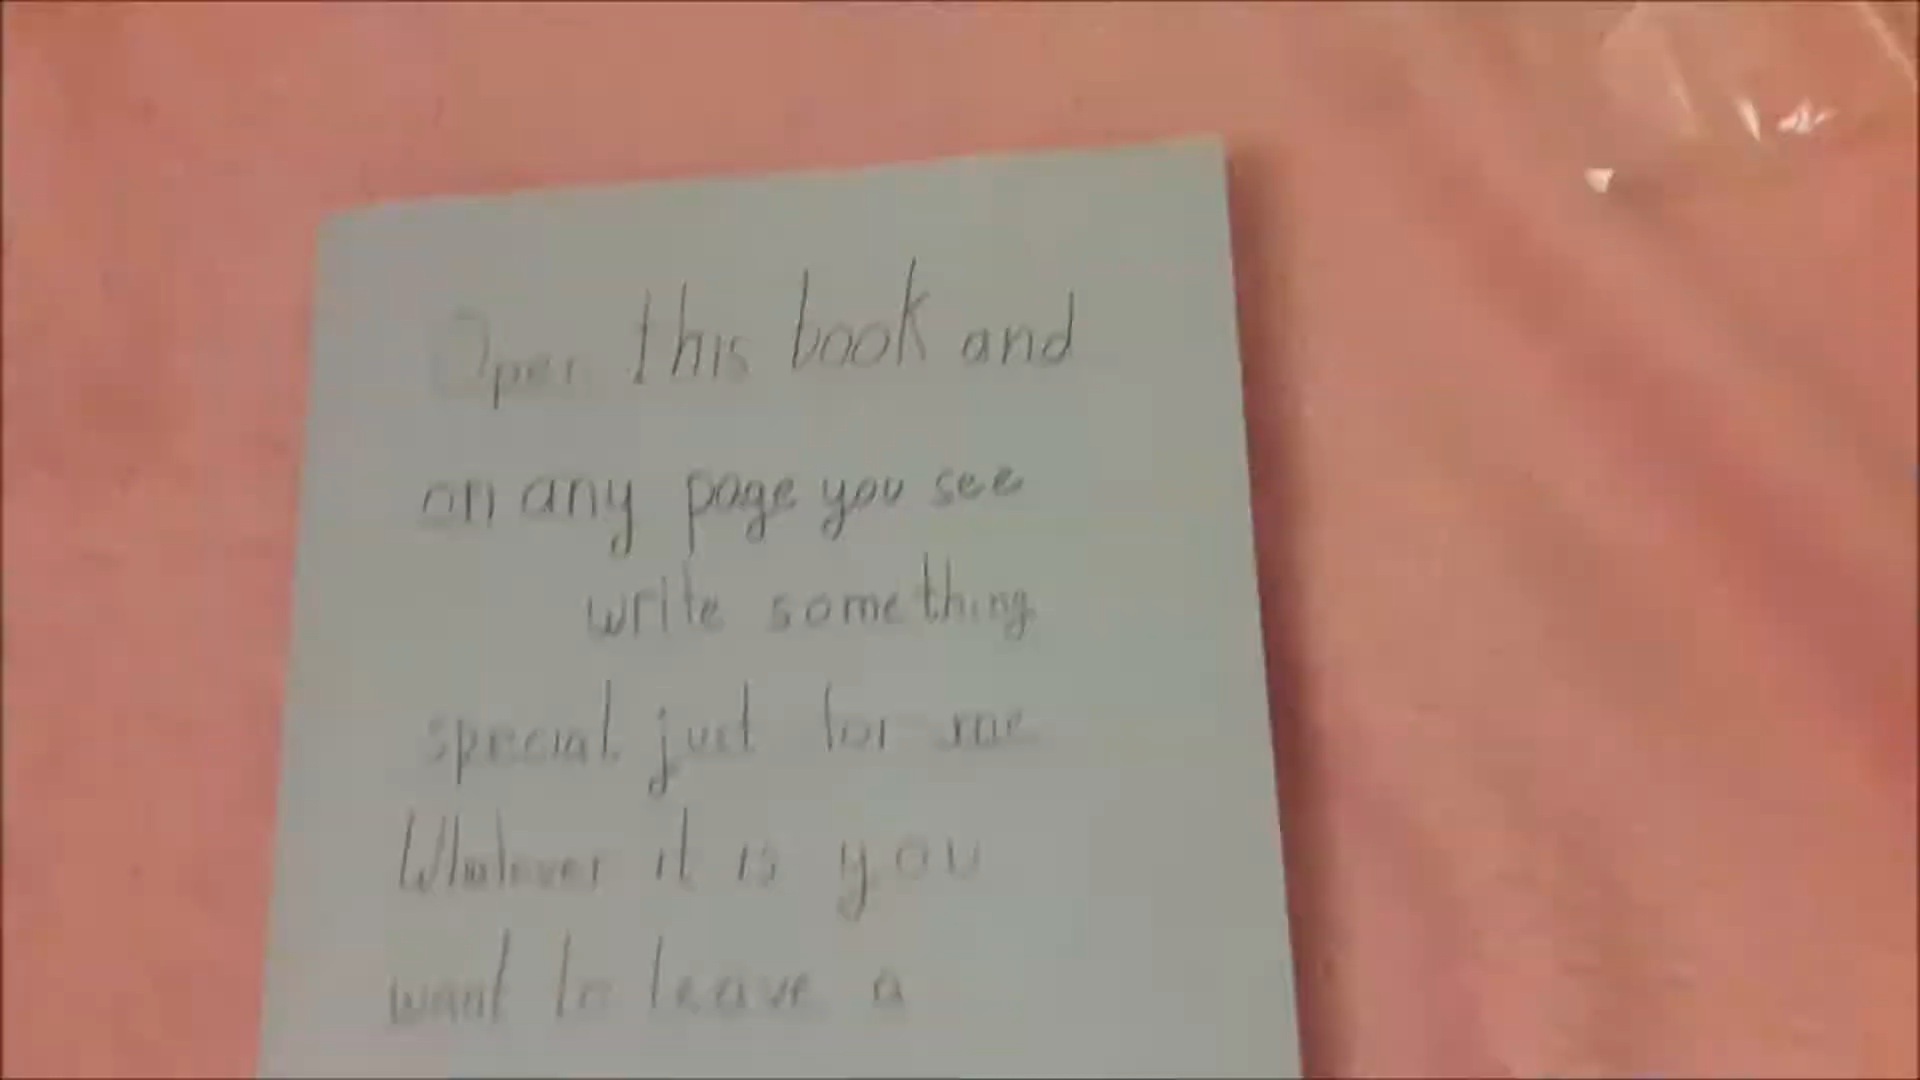 Open this book and
on any page you see
write something
special just for me
Whatever it is you
want to leave a